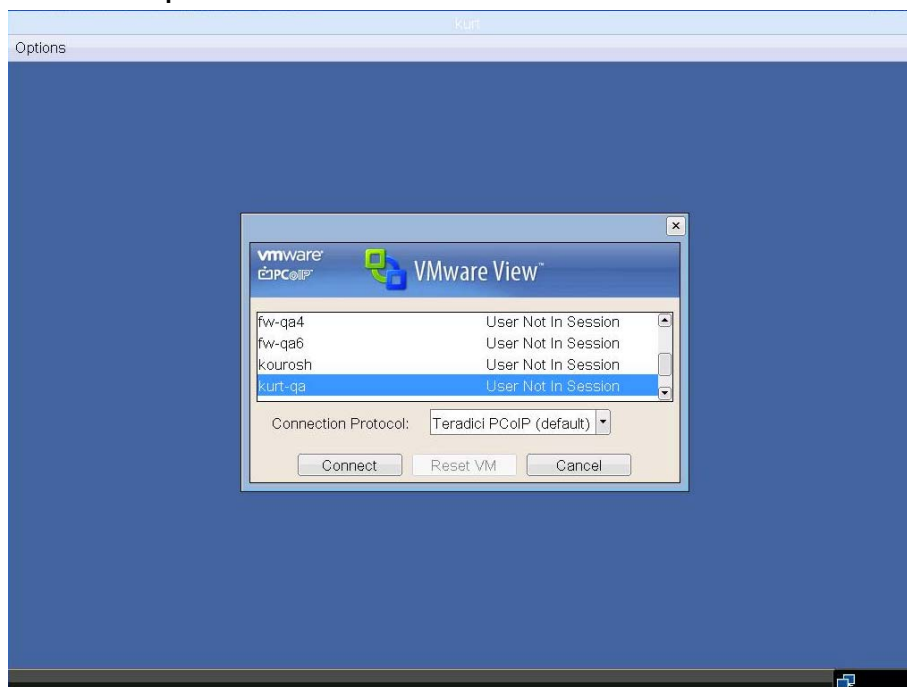 kurt
Options
vmware
PCoIP
VMware View™
fw-qa4 User Not In Session
fw-qa6 User Not In Session
kourosh User Not In Session
kurt-qa User Not In Session
Connection Protocol: Teradici PCoIP (default)
Connect Reset VM Cancel